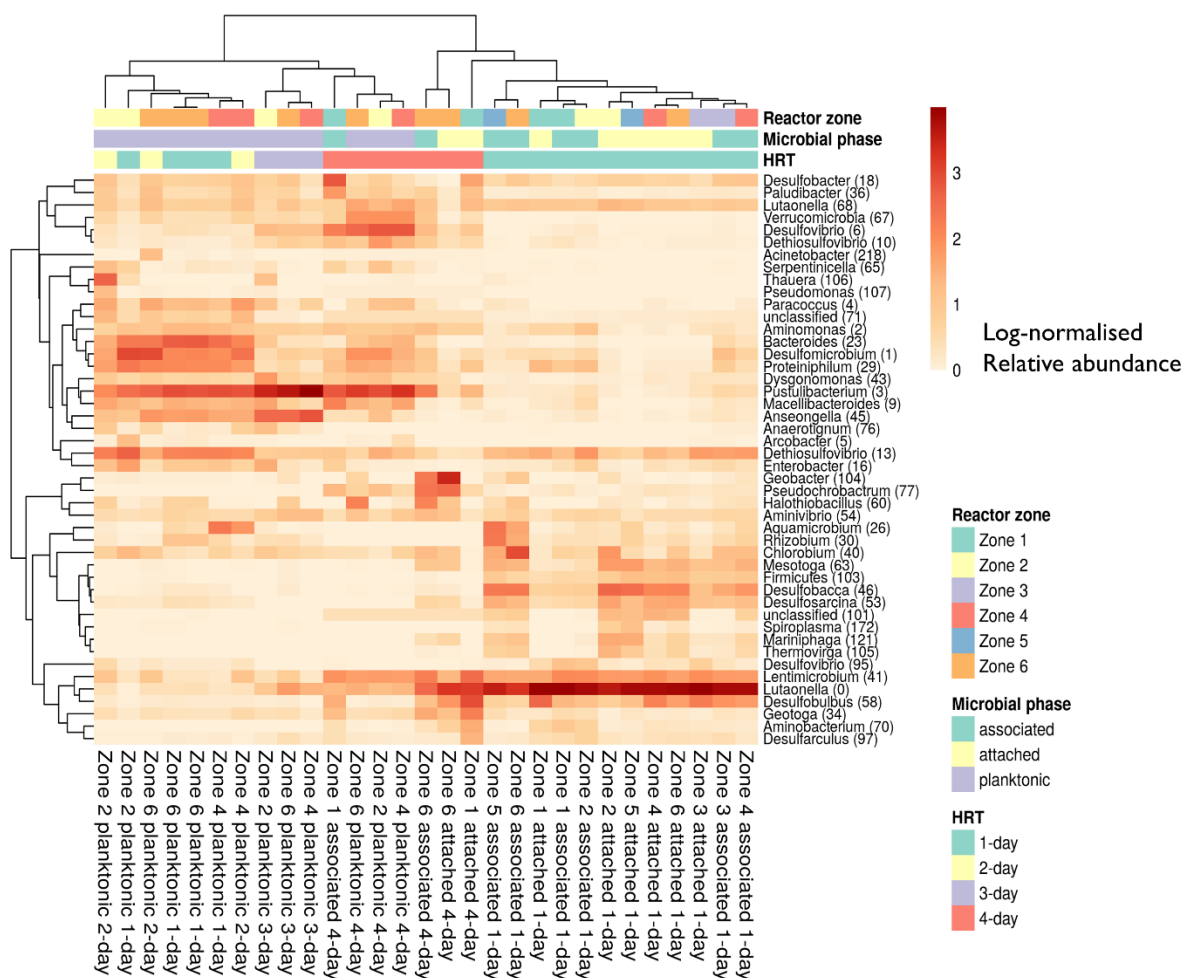 Reactor zone
Microbial phase
HRT
Desulfobacter (18)
Paludibacter (36)
Lutaonella (68)
Verrucomicrobia (67)
Desulfovibrio (6)
Dethiosulfovibrio (10)
Acinetobacter (218)
Serpentinicella (65)
Thauera (106)
Pseudomonas (107)
Paracoccus (4)
unclassified (71)
Aminomonas (2)
Bacteroides (23)
Desulfomicrobium (1)
Proteiniphilum (29)
Dysgonomonas (43)
Pustulibacterium (3)
Macellibacteroides (9)
Anseongella (45)
Anaerotignum (76)
Arcobacter (5)
Dethiosulfovibrio (13)
Enterobacter (16)
Geobacter (104)
Pseudochrobactrum (77)
Halothiobacillus (60)
Aminivibrio (54)
Aquamicrobium (26)
Rhizobium (30)
Chlorobium (40)
Mesotoga (63)
Firmicutes (103)
Desulfobacca (46)
Desulfosarcina (53)
unclassified (101)
Spiroplasma (172)
Mariniphaga (121)
Thermovirga (105)
Desulfovibrio (95)
Lentimicrobium (41)
Lutaonella (0)
Desulfobulbus (58)
Geotoga (34)
Aminobacterium (70)
Desulfarculus (97)
Zone 2 planktonic 2-day
Zone 2 planktonic 1-day
Zone 6 planktonic 2-day
Zone 6 planktonic 1-day
Zone 6 planktonic 1-day
Zone 4 planktonic 1-day
Zone 4 planktonic 2-day
Zone 2 planktonic 3-day
Zone 6 planktonic 3-day
Zone 4 planktonic 3-day
Zone 1 associated 4-day
Zone 6 planktonic 4-day
Zone 2 planktonic 4-day
Zone 4 planktonic 4-day
Zone 6 associated 4-day
Zone 6 attached 4-day
Zone 1 attached 4-day
Zone 5 associated 1-day
Zone 6 associated 1-day
Zone 1 attached 1-day
Zone 1 associated 1-day
Zone 2 associated 1-day
Zone 2 attached 1-day
Zone 5 attached 1-day
Zone 4 attached 1-day
Zone 6 attached 1-day
Zone 3 attached 1-day
Zone 3 associated 1-day
Zone 4 associated 1-day
3
2
1
0
Log-normalised
Relative abundance
Reactor zone
Zone 1
Zone 2
Zone 3
Zone 4
Zone 5
Zone 6
Microbial phase
associated
attached
planktonic
HRT
1-day
2-day
3-day
4-day